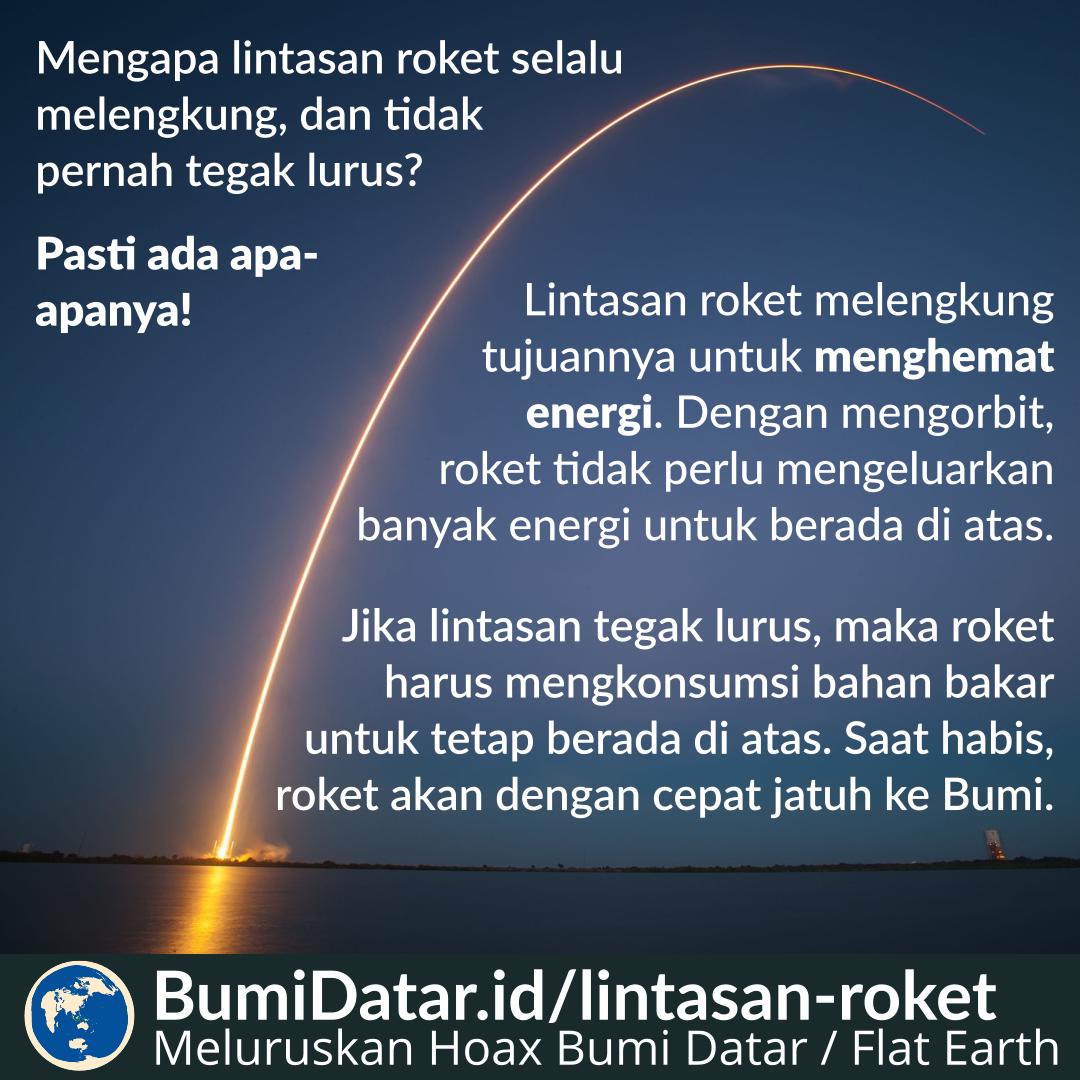 Mengapa lintasan roket selalu
melengkung, dan tidak
pernah tegak lurus?
Pasti ada apa-
apanya!
Lintasan roket melengkung
tujuannya untuk menghemat
energi. Dengan mengorbit,
roket tidak perlu mengeluarkan
banyak energi untuk berada di atas.
Jika lintasan tegak lurus, maka roket
harus mengkonsumsi bahan bakar
untuk tetap berada di atas. Saat habis,
roket akan dengan cepat jatuh ke Bumi.
BumiDatar.id/lintasan-roket
Meluruskan Hoax Bumi Datar / Flat Earth